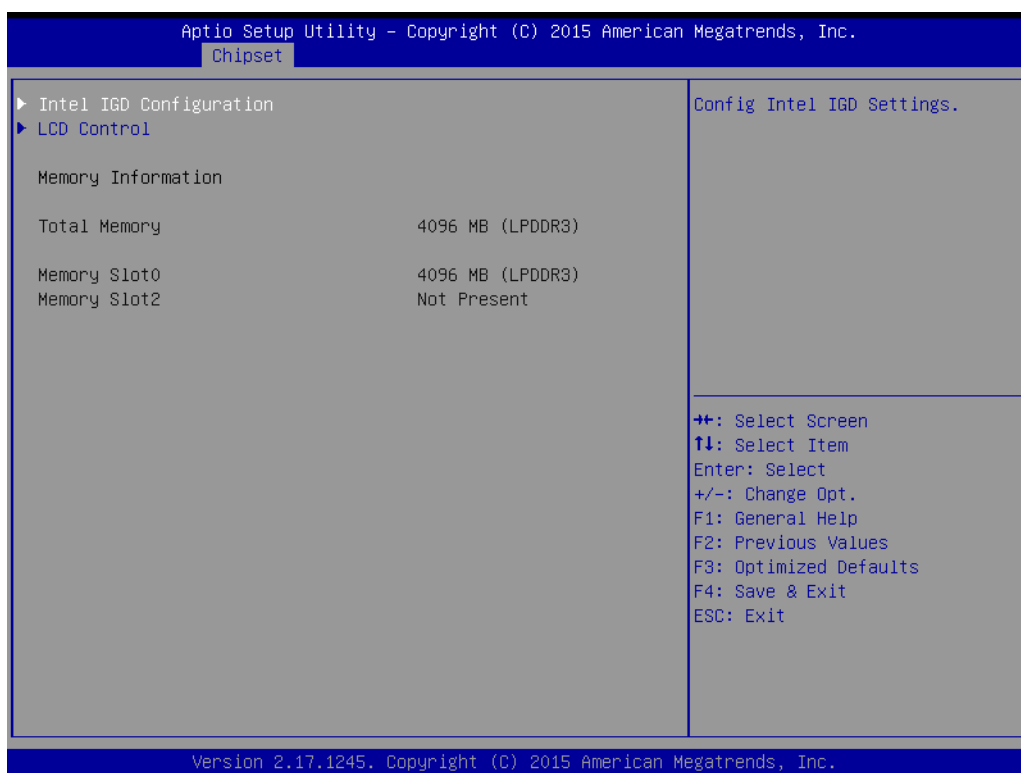 Aptio Setup Utility – Copyright (C) 2015 American Megatrends, Inc.
Chipset
Intel IGD Configuration
LCD Control
Memory Information
Total Memory 4096 MB (LPDDR3)
Memory Slot0 4096 MB (LPDDR3)
Memory Slot2 Not Present
Config Intel IGD Settings.
→←: Select Screen
↑↓: Select Item
Enter: Select
+/-: Change Opt.
F1: General Help
F2: Previous Values
F3: Optimized Defaults
F4: Save & Exit
ESC: Exit
Version 2.17.1245. Copyright (C) 2015 American Megatrends, Inc.